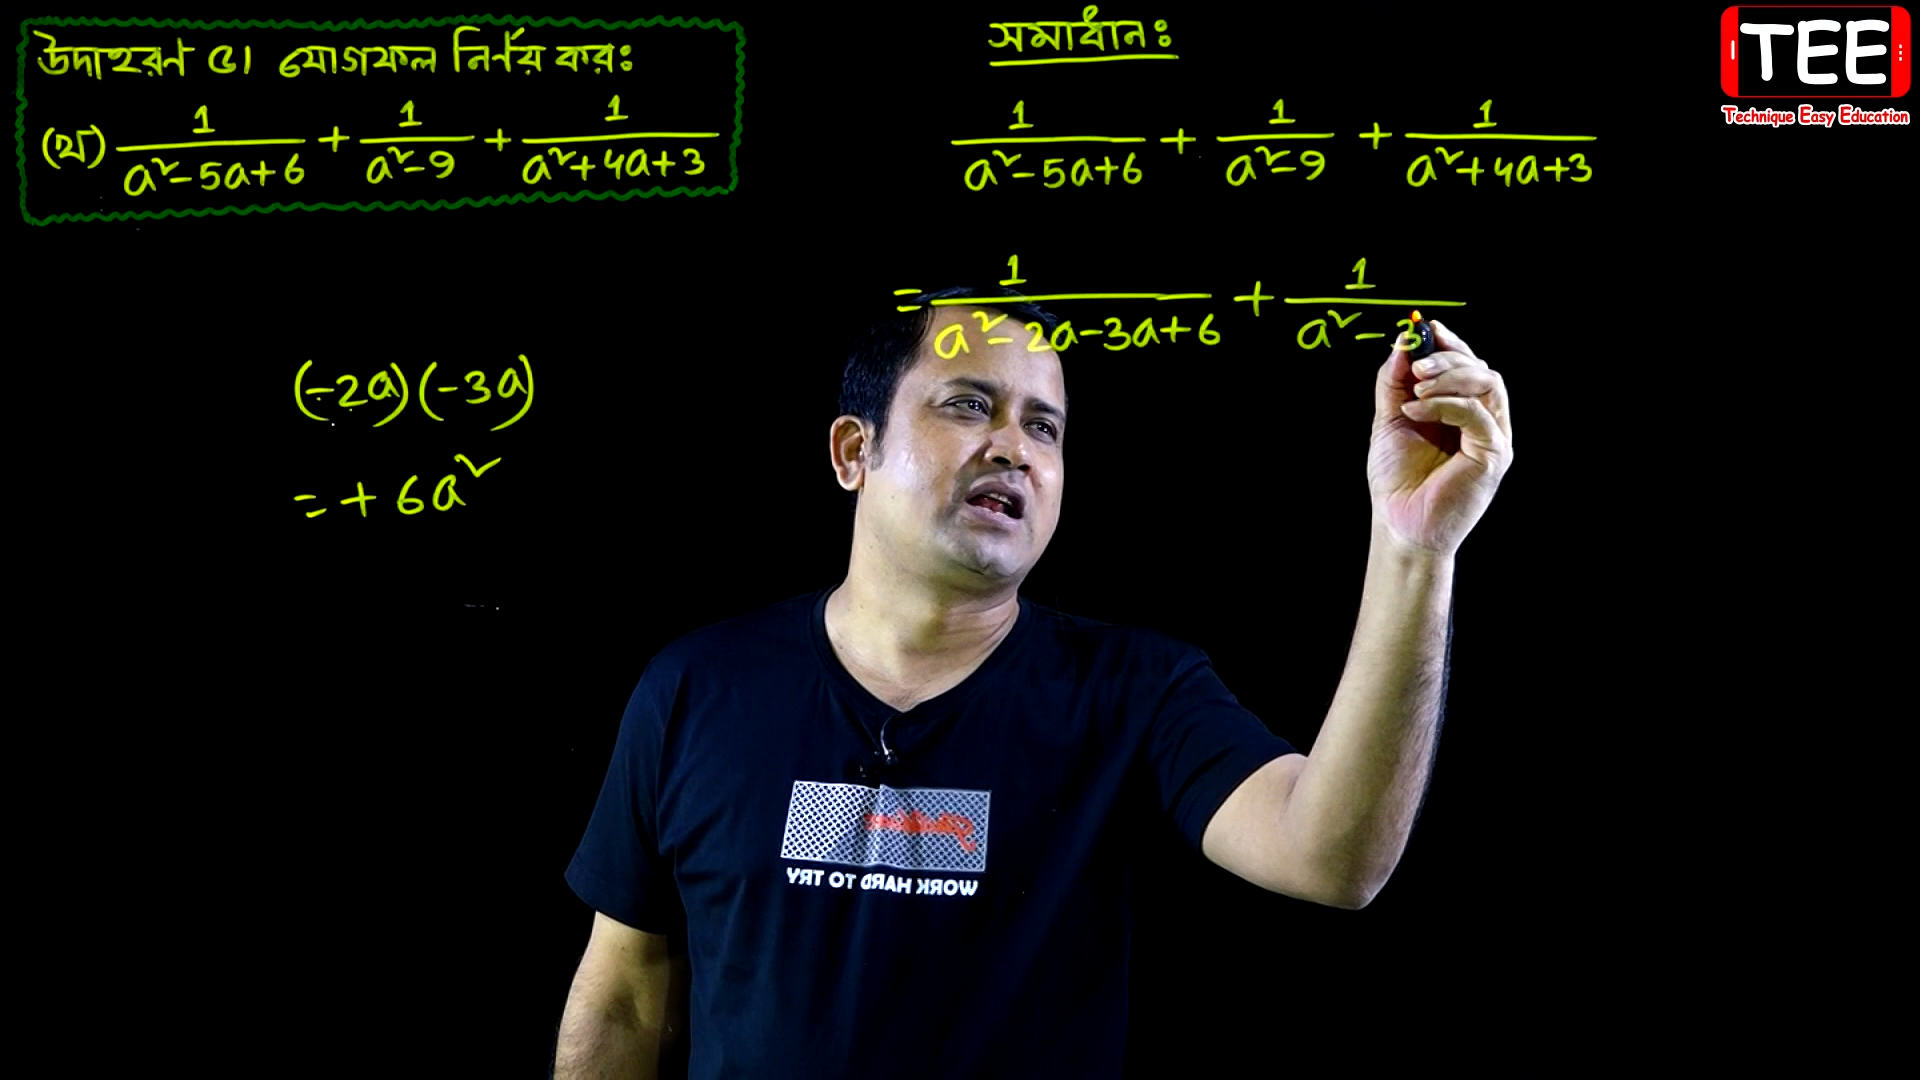 উদাহরণ ৫। যোগফল নির্ণয় করঃ
(খ) 1/(a²-5a+6) + 1/(a²-9) + 1/(a²+4a+3)
সমাধানঃ
1/(a²-5a+6) + 1/(a²-9) + 1/(a²+4a+3)
= 1/(a²-2a-3a+6) + 1/(a²-3
(-2a)(-3a)
= +6a²
TEE
Technique Easy Education
WORK HARD TO TRY